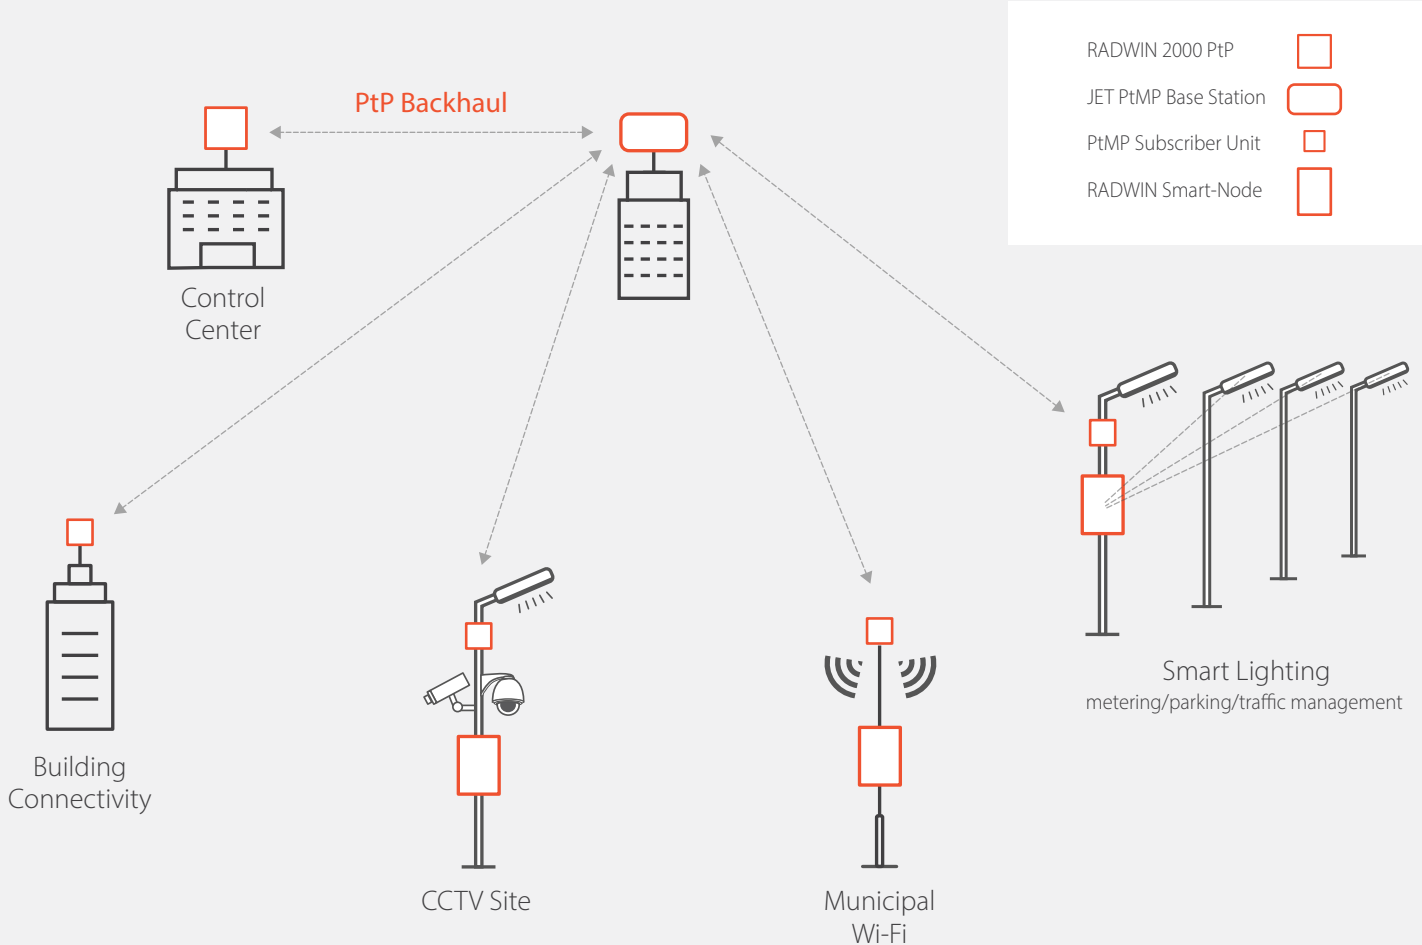 RADWIN 2000 PtP
JET PtMP Base Station
PtMP Subscriber Unit
RADWIN Smart-Node
PtP Backhaul
Control
Center
Building
Connectivity
CCTV Site
Municipal
Wi-Fi
Smart Lighting
metering/parking/traffic management